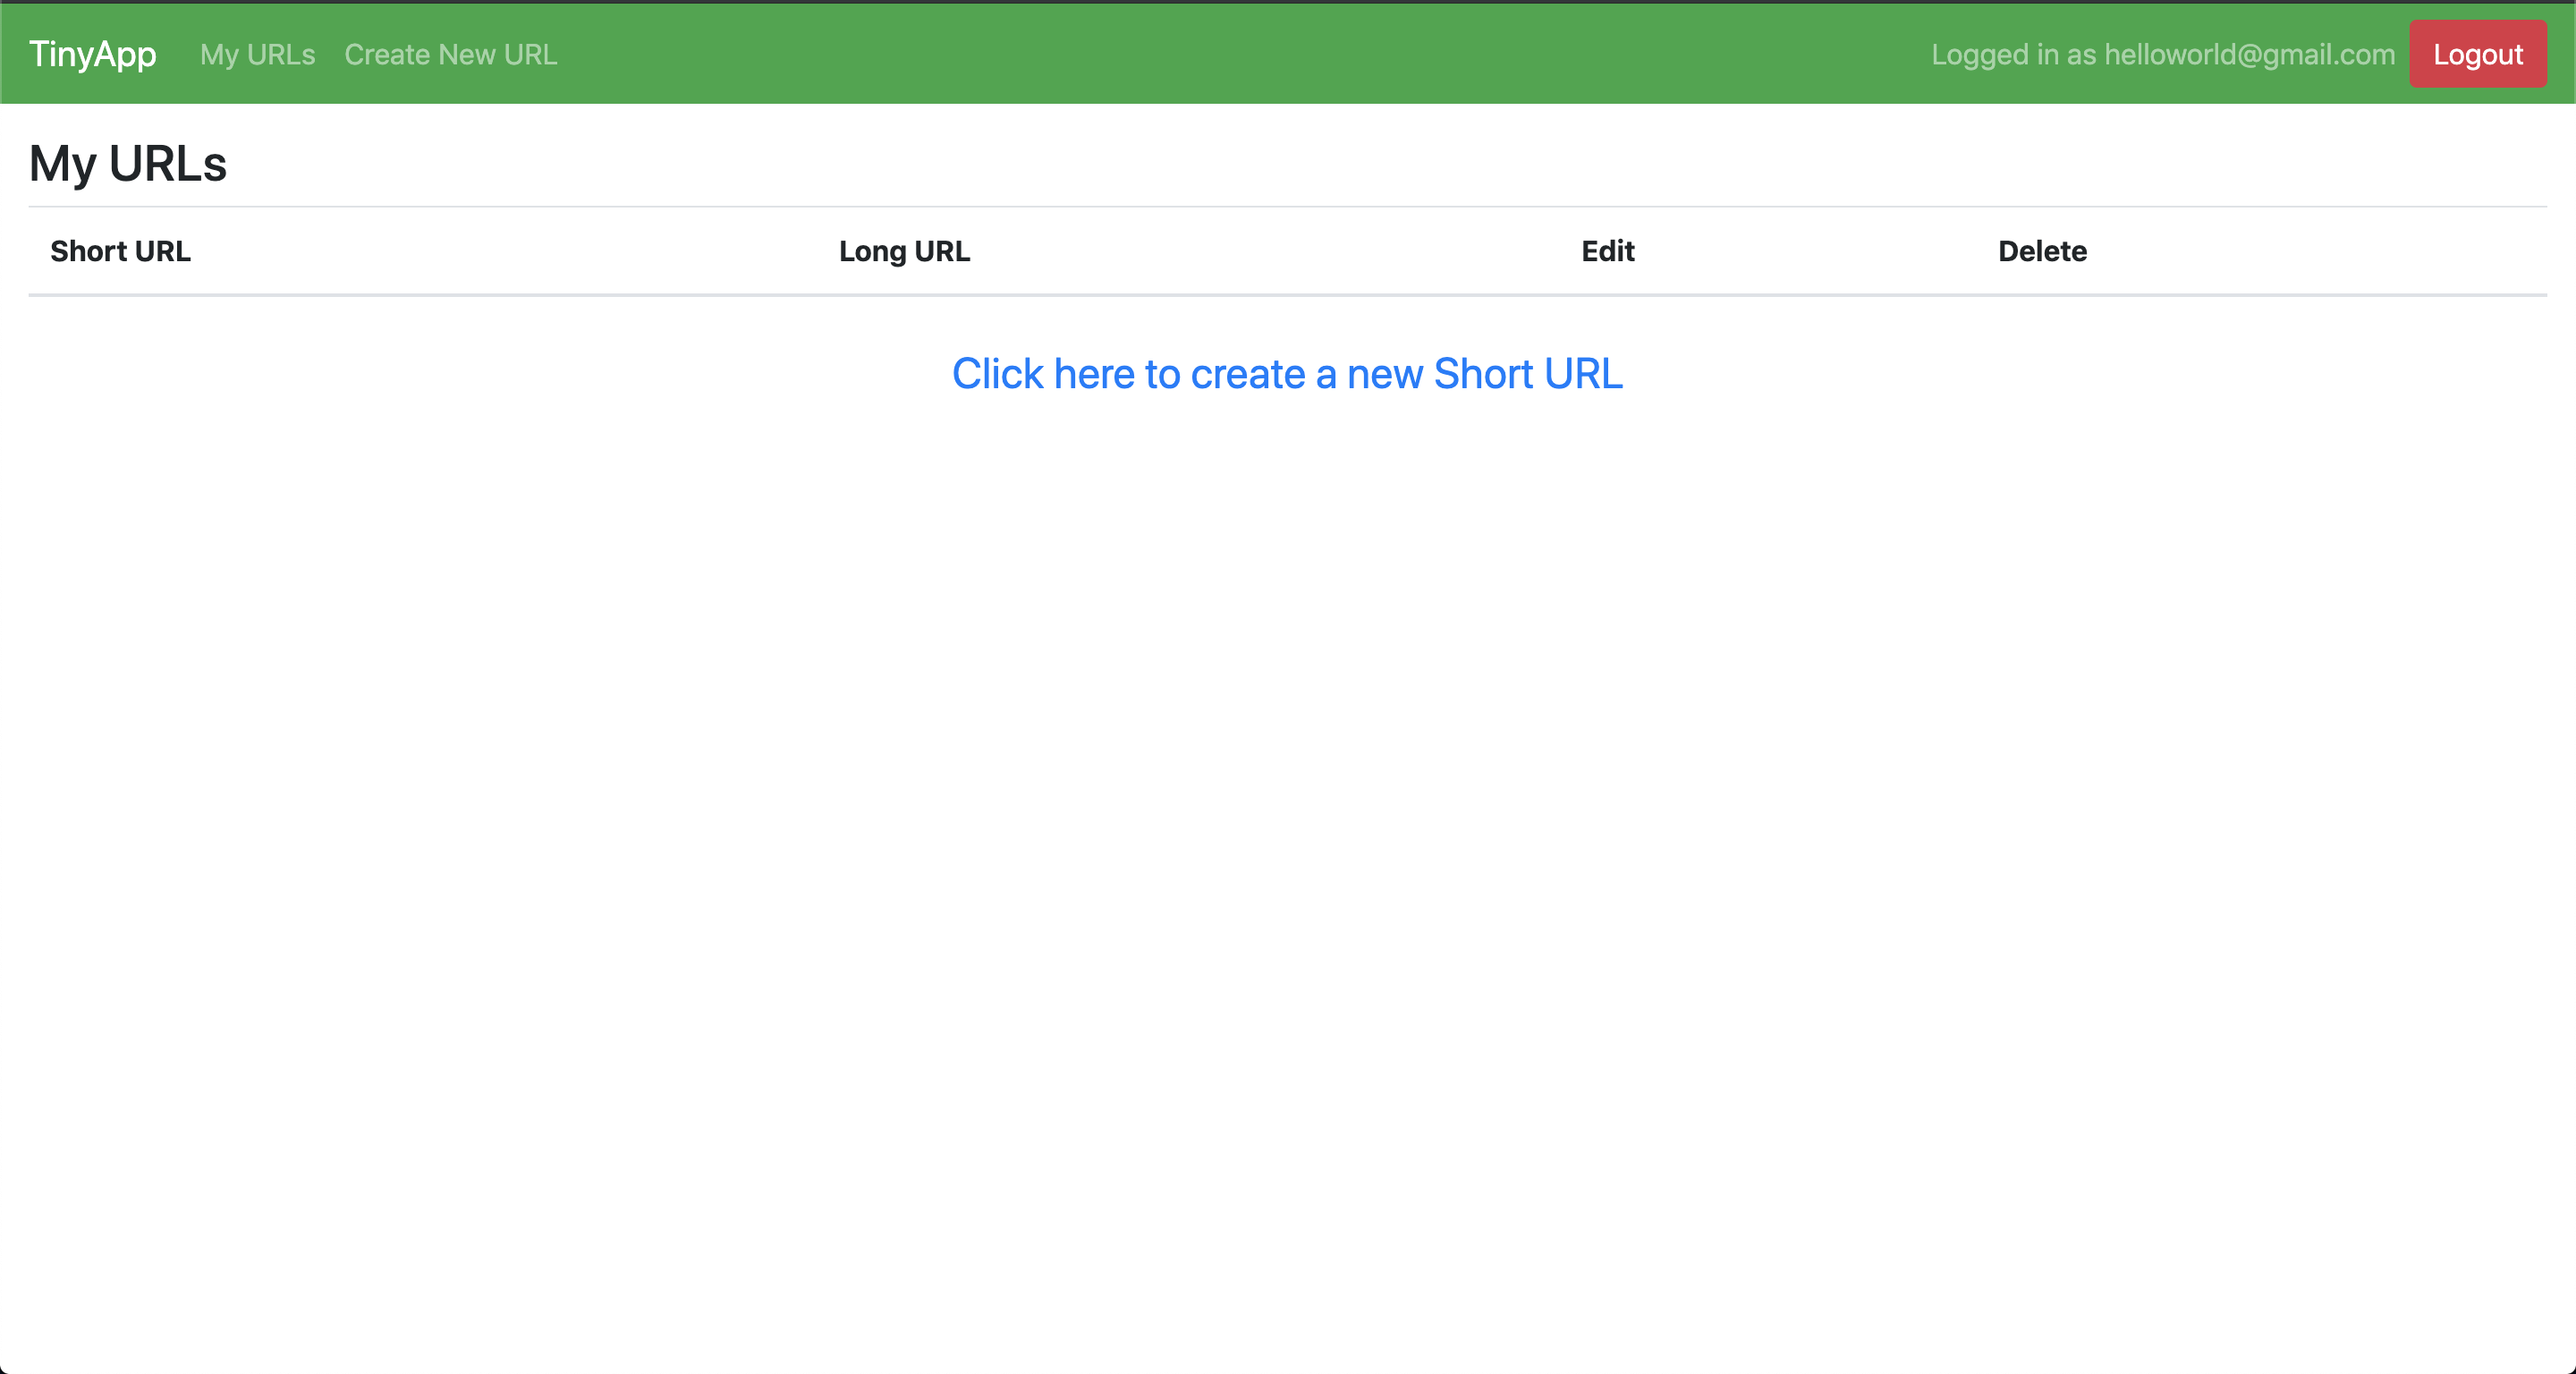 TinyApp My URLs Create New URL Logged in as helloworld@gmail.com Logout
My URLs
Short URL Long URL Edit Delete
Click here to create a new Short URL